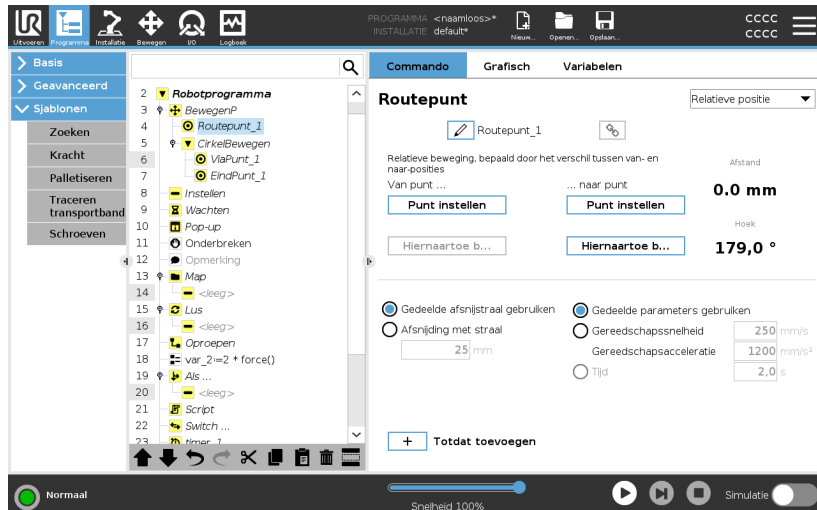 PROGRAMMA <naamloos>*
INSTALLATIE default*
CCCC
CCCC
Uitvoeren
Programma
Installatie
Bewegen
I/O
Logboek
Nieuw...
Openen...
Opslaan...
Basis
Geavanceerd
Sjablonen
Zoeken
Kracht
Palletiseren
Traceren
transportband
Schroeven
2 Robotprogramma
3 BewegenP
4 Routepunt_1
5 CirkelBewegen
6 ViaPunt_1
7 EindPunt_1
8 Instellen
9 Wachten
10 Pop-up
11 Onderbreken
12 Opmerking
13 Map
14 <leeg>
15 Lus
16 <leeg>
17 Oproepen
18 var_2:=2 * force()
19 Als ...
20 <leeg>
21 Script
22 Switch ...
23 timer_1
Commando
Grafisch
Variabelen
Routepunt
Relatieve positie
Routepunt_1
Relatieve beweging, bepaald door het verschil tussen van- en
naar-posities
Afstand
Van punt ...
... naar punt
0.0 mm
Punt instellen
Punt instellen
Hoek
Hiernaartoe b...
Hiernaartoe b...
179,0 °
Gedeelde afsnijstraal gebruiken
Gedeelde parameters gebruiken
Afsnijding met straal
Gereedschapssnelheid
250 mm/s
25 mm
Gereedschapsacceleratie
1200 mm/s²
Tijd
2,0 s
+ Totdat toevoegen
Normaal
Snelheid 100%
Simulatie